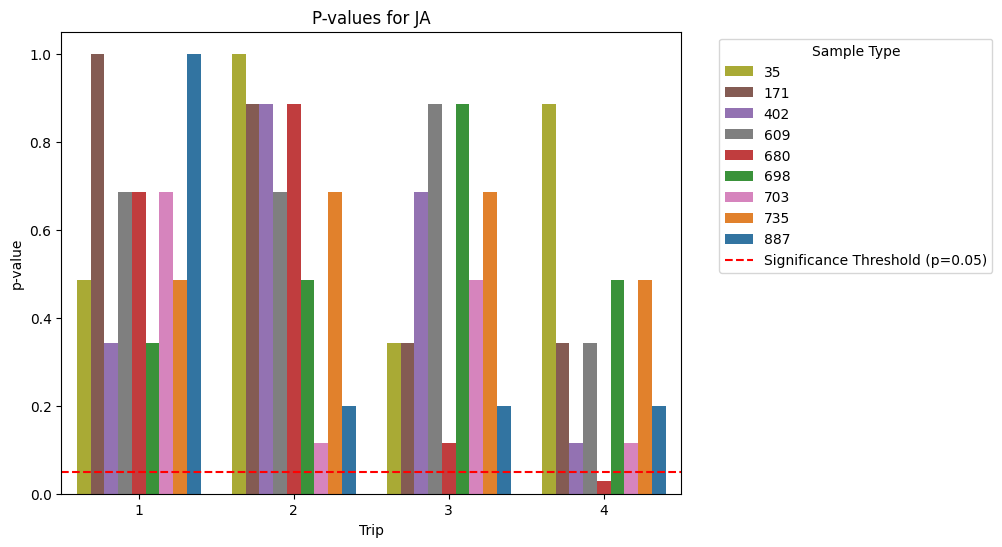 P-values for JA
p-value
1.0
0.8
0.6
0.4
0.2
0.0
1 2 3 4
Trip
Sample Type
35
171
402
609
680
698
703
735
887
Significance Threshold (p=0.05)